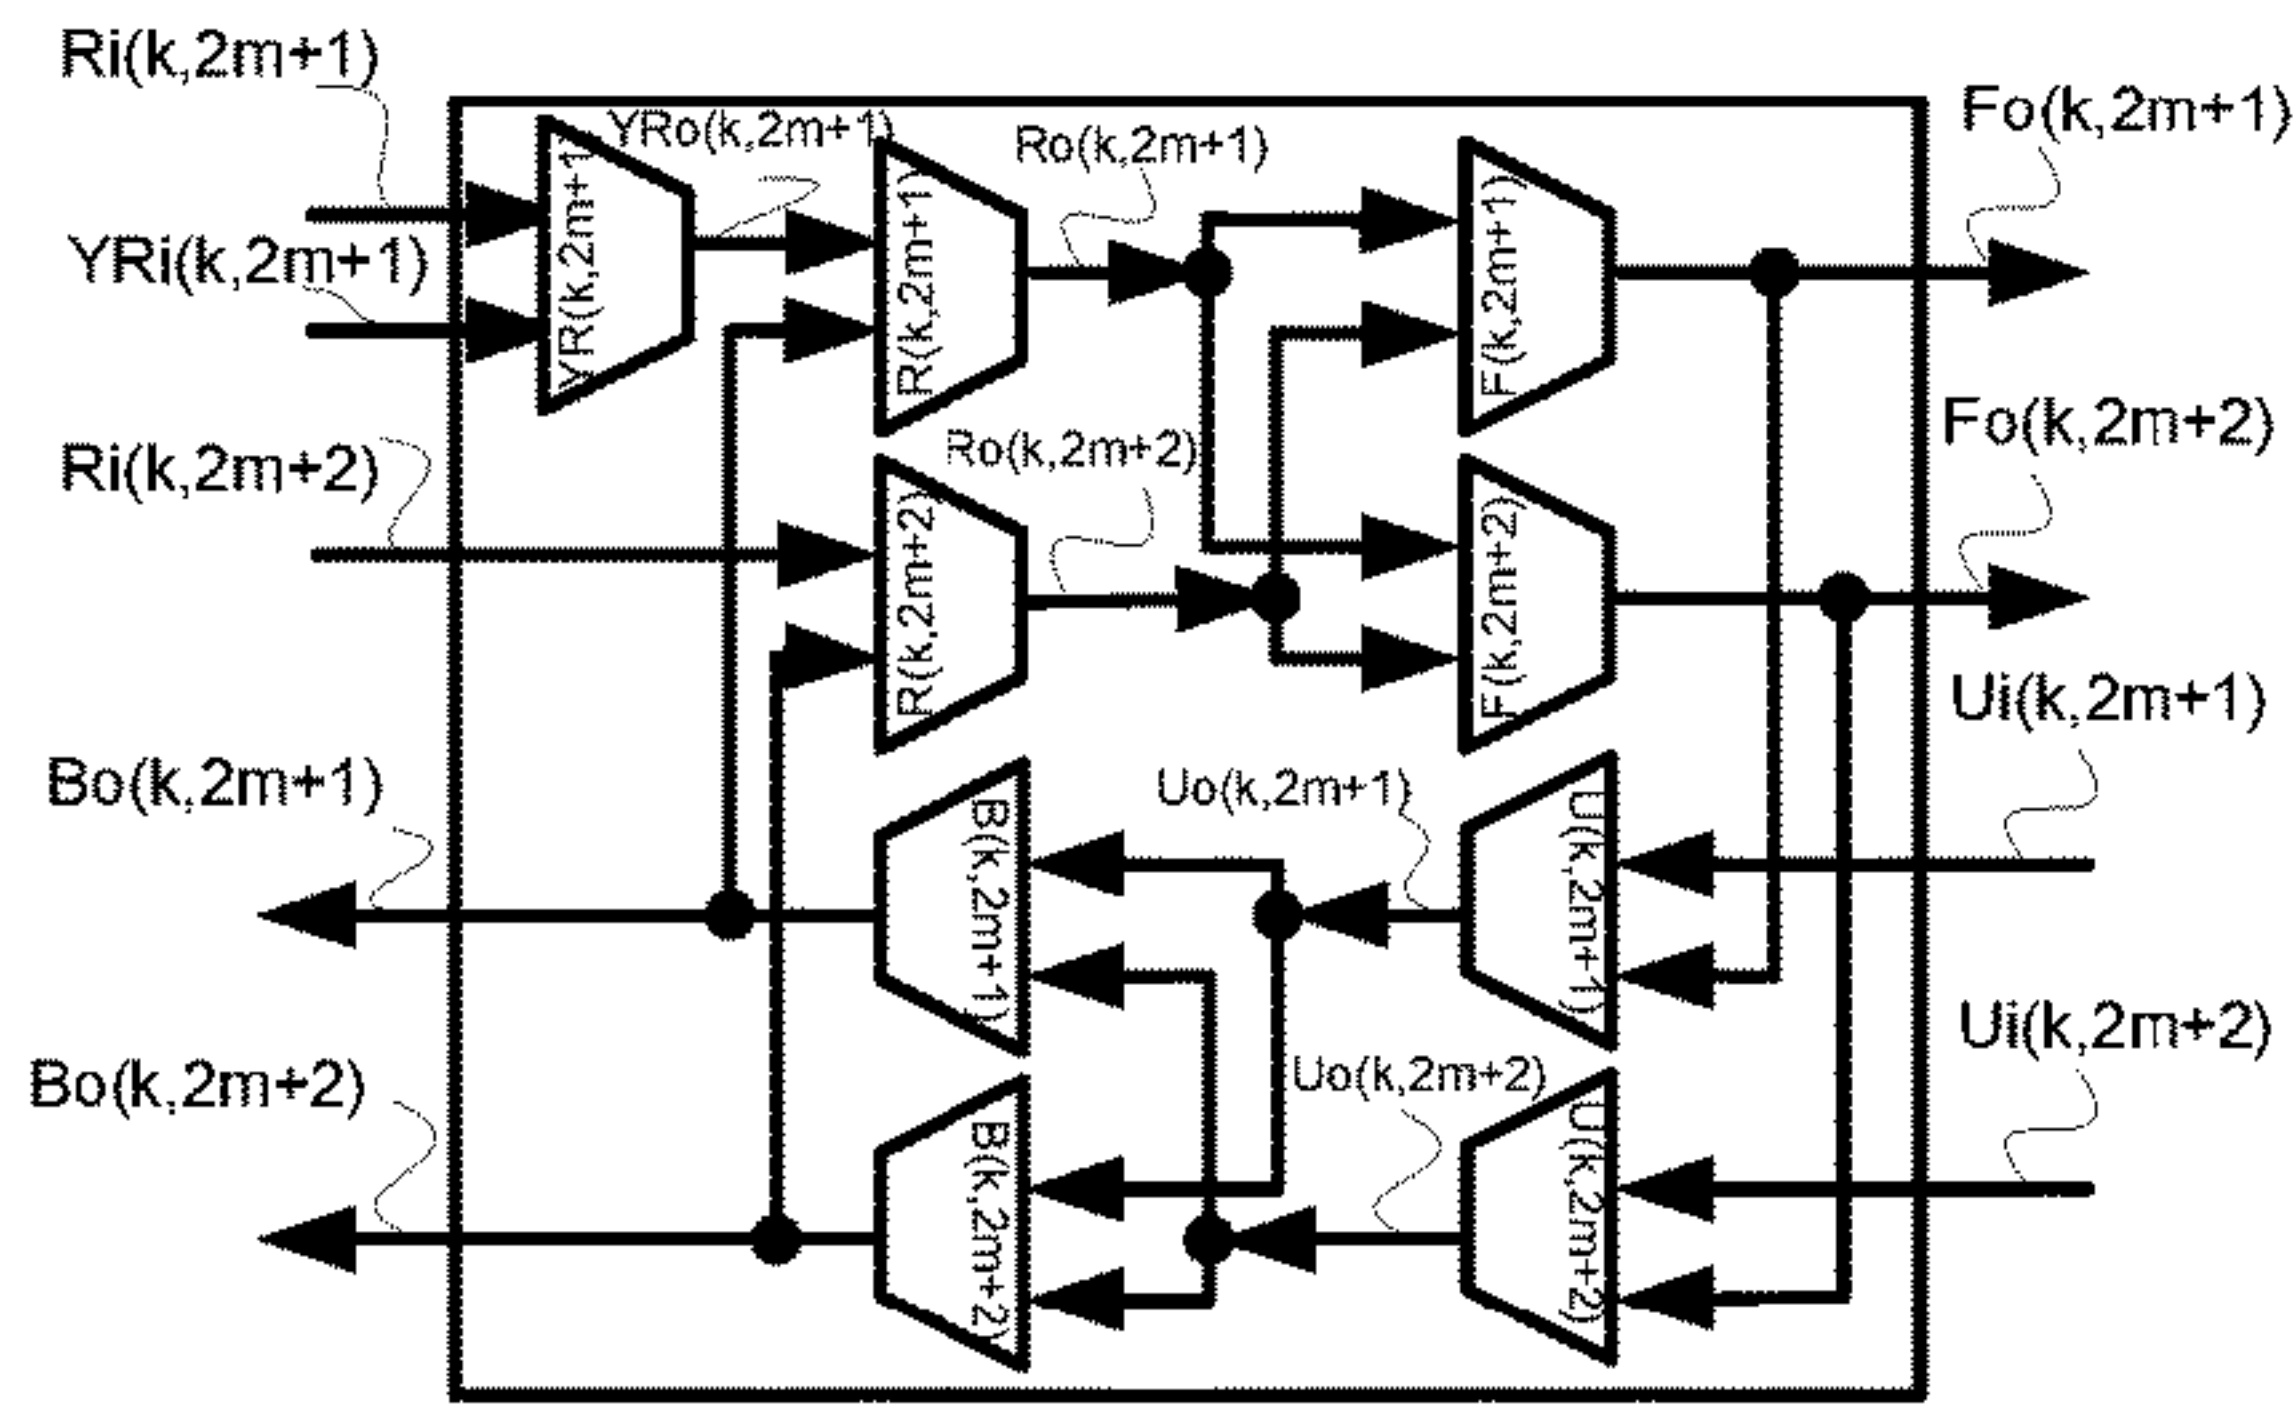 Ri(k,2m+1)
YRi(k,2m+1)
Ri(k,2m+2)
Bo(k,2m+1)
Bo(k,2m+2)
YR(k,2m+1
YRo(k,2m+1)
R(k,2m+1)
Ro(k,2m+1)
F(k,2m+1)
Ro(k,2m+2)
R(k,2m+2)
F(k,2m+2)
B(k,2m+1)
Uo(k,2m+1)
U(k,2m+1)
B(k,2m+2)
Uo(k,2m+2)
U(k,2m+2)
Fo(k,2m+1)
Fo(k,2m+2)
Ui(k,2m+1)
Ui(k,2m+2)